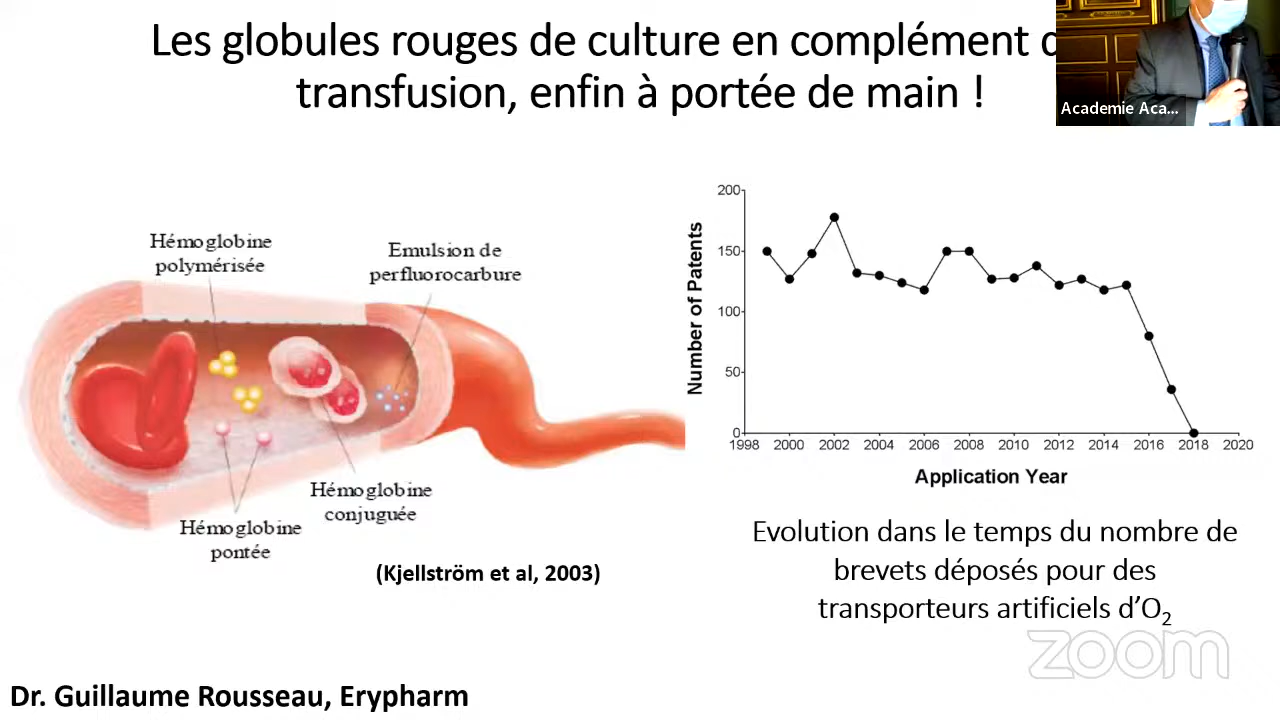 Les globules rouges de culture en complément
transfusion, enfin à portée de main !
Academie Aca...
Hémoglobine
polymérisée
Emulsion de
perfluorocarbure
Hémoglobine
conjuguée
Hémoglobine
pontée
(Kjellström et al, 2003)
Number of Patents
200
150
100
50
0
1998 2000 2002 2004 2006 2008 2010 2012 2014 2016 2018 2020
Application Year
Evolution dans le temps du nombre de
brevets déposés pour des
transporteurs artificiels d’O2
zoom
Dr. Guillaume Rousseau, Erypharm